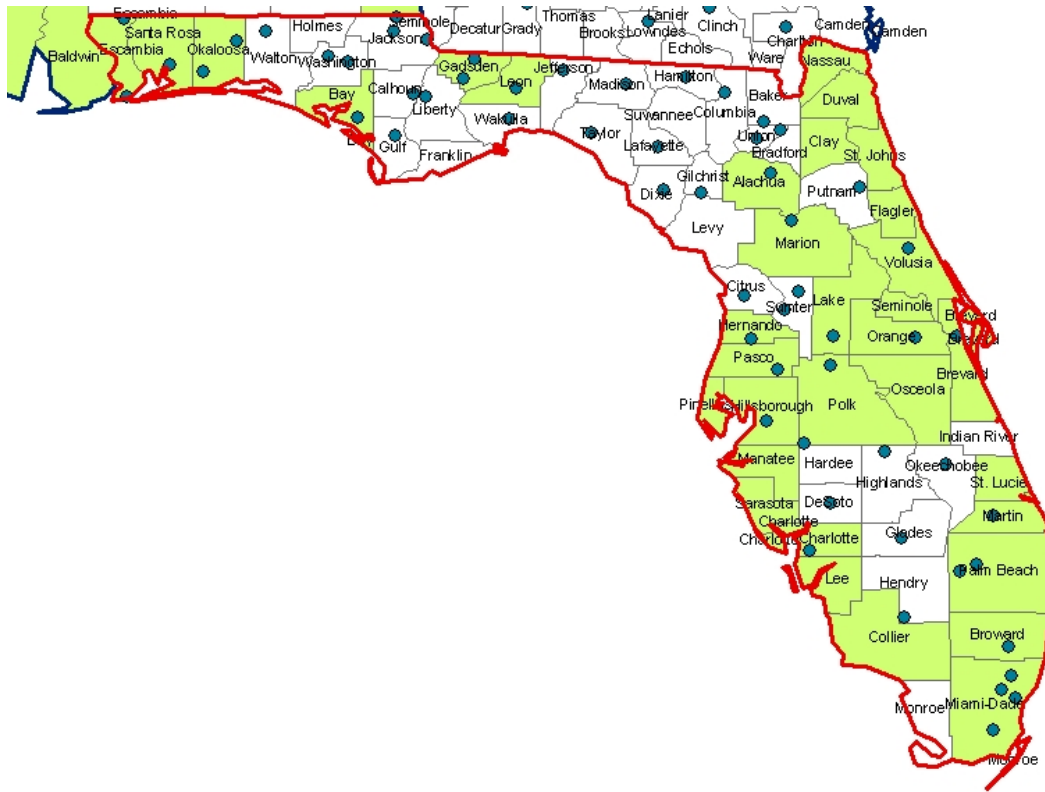 Escambia
Santa Rosa
Holmes
Seminole
Decatur
Grady
Thomas
Brooks
Lanier
Lowndes
Clinch
Echols
Charlton
Camden
Camden
Ware
Baldwin
Escambia
Okaloosa
Walton
Washington
Jackson
Gadsden
Leon
Jefferson
Madison
Hamilton
Nassau
Bay
Calhoun
Liberty
Wakulla
Suwannee
Columbia
Baker
Duval
Taylor
Lafayette
Union
Bradford
Clay
St. Johns
Bay
Gulf
Franklin
Dixie
Gilchrist
Alachua
Putnam
Flagler
Levy
Marion
Volusia
Citrus
Sumter
Lake
Seminole
Brevard
Hernando
Orange
Brevard
Pasco
Osceola
Brevard
Pinellas
Hillsborough
Polk
Indian River
Manatee
Hardee
Highlands
Okeechobee
St. Lucie
Sarasota
DeSoto
Martin
Charlotte
Charlotte
Charlotte
Glades
Lee
Hendry
Palm Beach
Collier
Broward
Monroe
Miami-Dade
Monroe